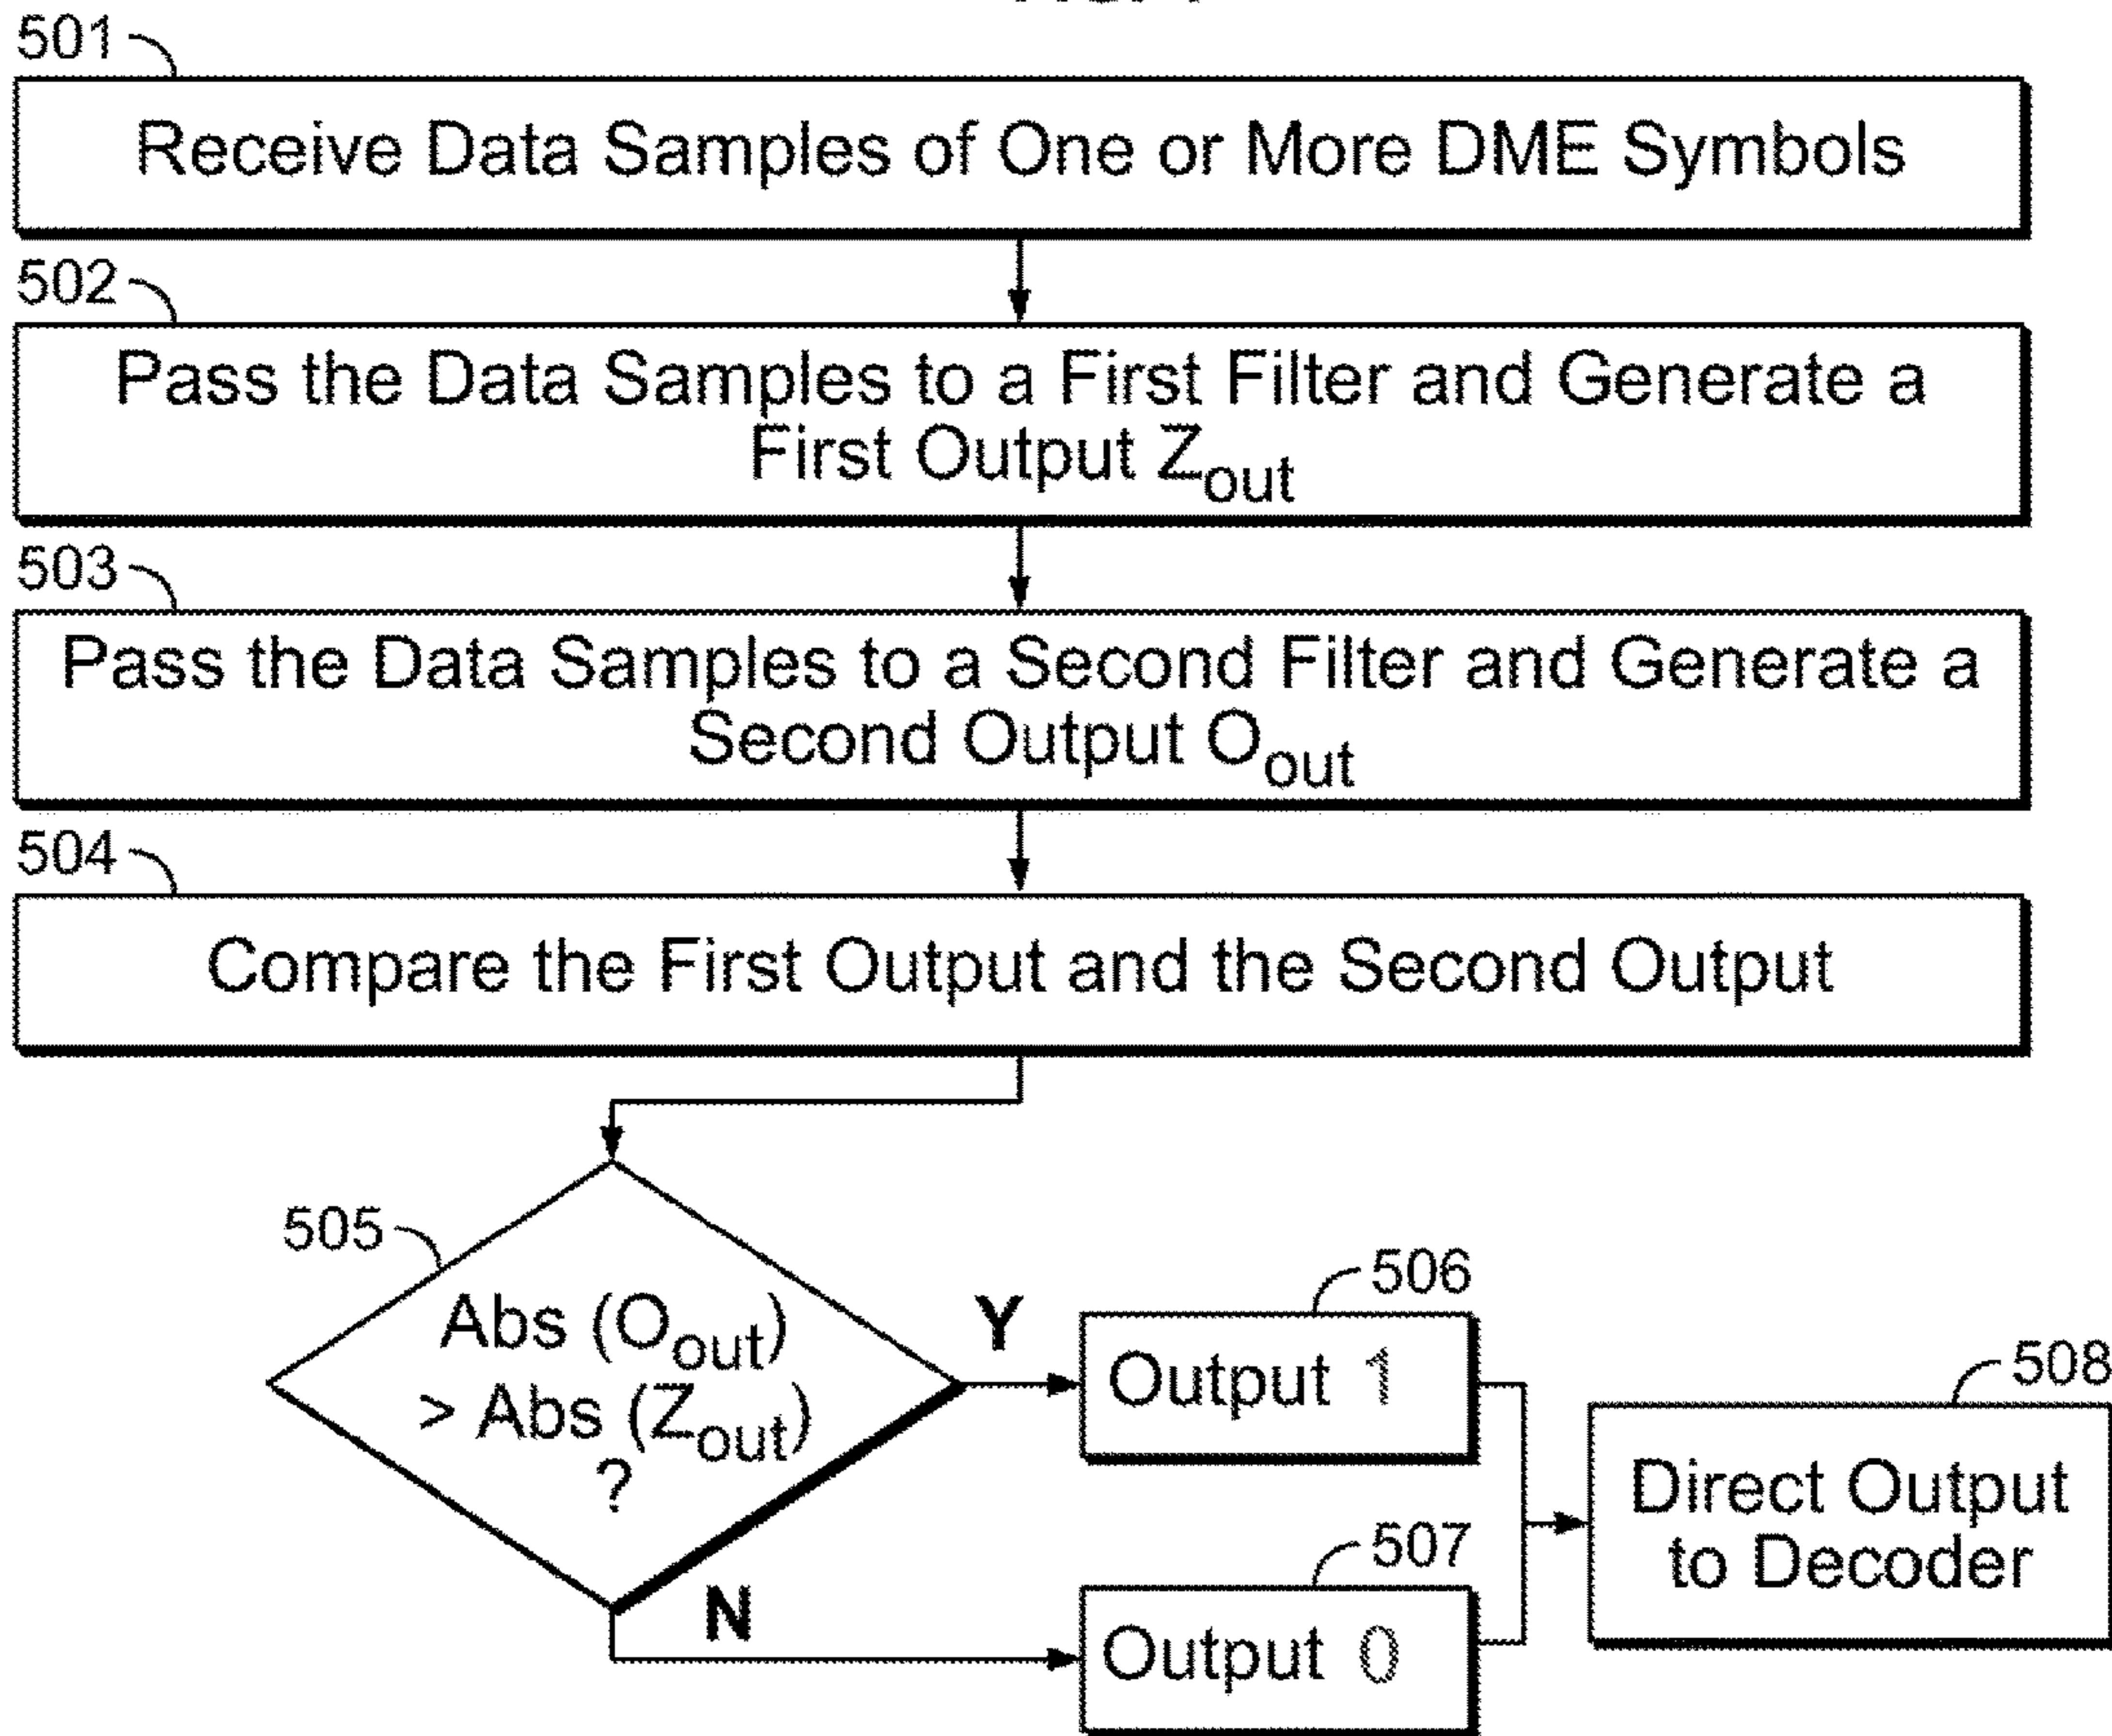 501
Receive Data Samples of One or More DME Symbols
502
Pass the Data Samples to a First Filter and Generate a
First Output Zout
503
Pass the Data Samples to a Second Filter and Generate a
Second Output Oout
504
Compare the First Output and the Second Output
505
Abs (Oout)
> Abs (Zout)
?
Y
506
Output 1
N
507
Output 0
508
Direct Output
to Decoder